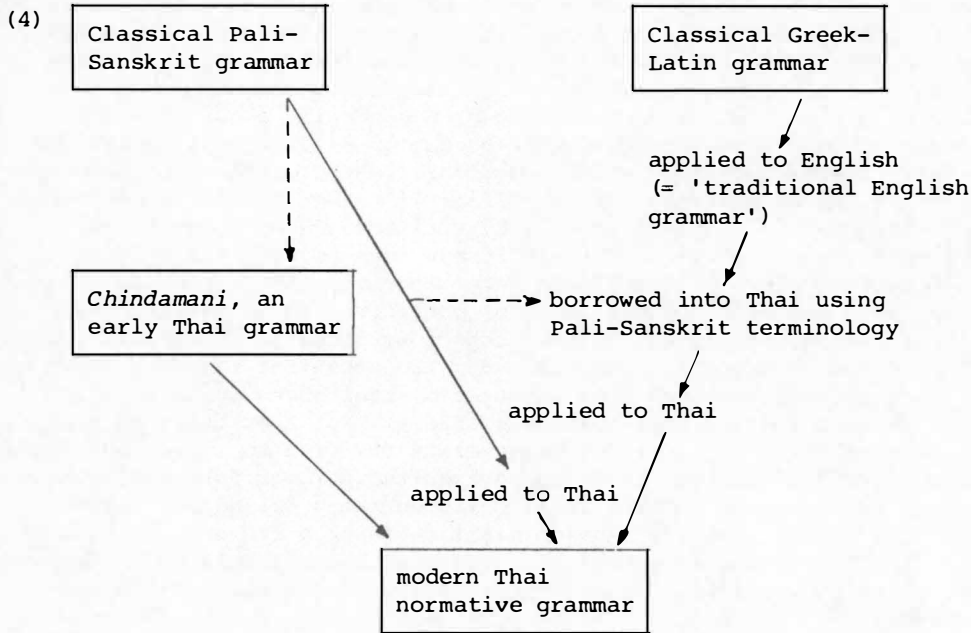 (4)
Classical Pali-
Sanskrit grammar
Classical Greek-
Latin grammar
applied to English
(= 'traditional English
grammar')
Chindamani, an
early Thai grammar
borrowed into Thai using
Pali-Sanskrit terminology
applied to Thai
applied to Thai
modern Thai
normative grammar